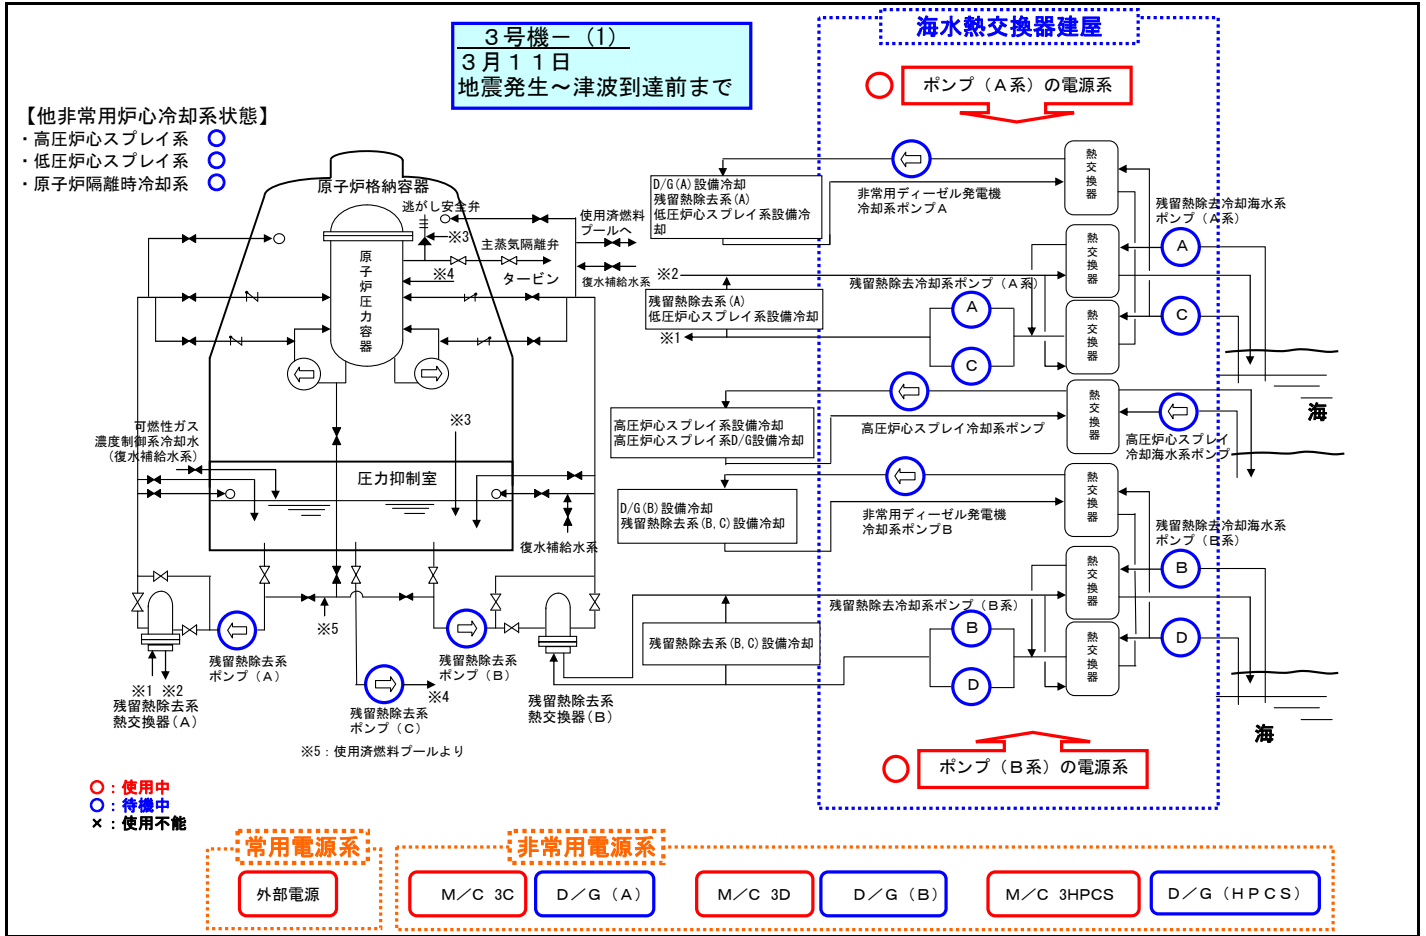 ３号機－（1）
３月１１日
地震発生～津波到達前まで
海水熱交換器建屋
ポンプ（Ａ系）の電源系
【他非常用炉心冷却系状態】
・高圧炉心スプレイ系
・低圧炉心スプレイ系
・原子炉隔離時冷却系
原子炉格納容器
逃がし安全弁
※3
主蒸気隔離弁
※4
タービン
使用済燃料
プールへ
復水補給水系
原子炉圧力容器
可燃性ガス
濃度制御系冷却水
（復水補給水系）
※3
圧力抑制室
復水補給水系
※5
残留熱除去系
ポンプ（A）
残留熱除去系
ポンプ（B）
※4
残留熱除去系
ポンプ（C）
※1 ※2
残留熱除去系
熱交換器（A）
残留熱除去系
熱交換器（B）
※5：使用済燃料プールより
D/G(A)設備冷却
残留熱除去系(A)
低圧炉心スプレイ系設備冷
却
非常用ディーゼル発電機
冷却系ポンプA
熱交換器
残留熱除去冷却海水系
ポンプ（Ａ系）
A
熱交換器
※2
残留熱除去冷却系ポンプ（Ａ系）
残留熱除去系(A)
低圧炉心スプレイ系設備冷却
A
C
熱交換器
C
※1
高圧炉心スプレイ系設備冷却
高圧炉心スプレイ系D/G設備冷却
高圧炉心スプレイ冷却系ポンプ
熱交換器
高圧炉心スプレイ
冷却海水系ポンプ
海
D/G(B)設備冷却
残留熱除去系(B,C)設備冷却
非常用ディーゼル発電機
冷却系ポンプB
熱交換器
残留熱除去冷却海水系
ポンプ（Ｂ系）
B
熱交換器
残留熱除去冷却系ポンプ（Ｂ系）
残留熱除去系(B,C)設備冷却
B
D
熱交換器
D
海
ポンプ（Ｂ系）の電源系
○：使用中
○：待機中
×：使用不能
常用電源系
外部電源
非常用電源系
Ｍ／Ｃ 3C
Ｄ／Ｇ（Ａ）
Ｍ／Ｃ 3D
Ｄ／Ｇ（Ｂ）
Ｍ／Ｃ 3HPCS
Ｄ／Ｇ（ＨＰＣＳ）